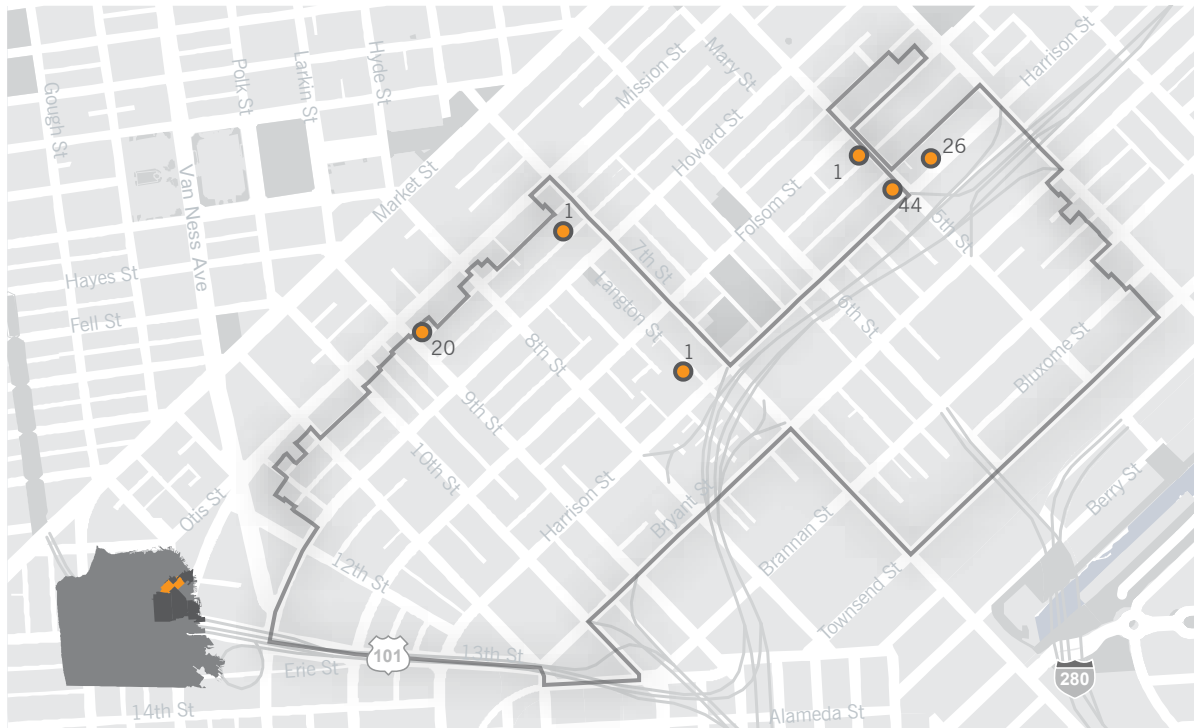 Harrison St
Mary St
Hyde St
Mission St
Larkin St
Polk St
Gough St
Howard St
26
1
Market St
Van Ness Ave
Folsom St
44
1
5th St
7th St
Hayes St
Langton St
6th St
Fell St
20
8th St
1
Bluxome St
9th St
10th St
Berry St
Harrison St
Bryant St
Otis St
Brannan St
12th St
Townsend St
101
13th St
Erie St
280
14th St
Alameda St